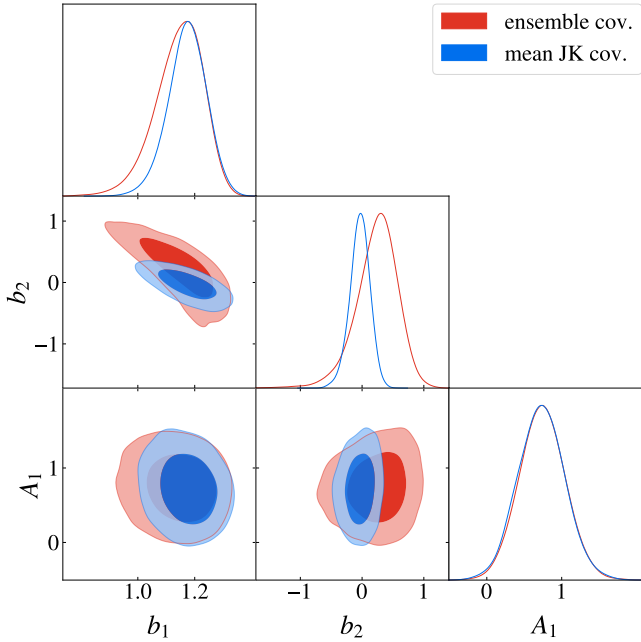 ensemble cov.
mean JK cov.
1
0
−1
b₂
1
0
A₁
1.0 1.2
−1 0 1
0 1
b₁ b₂ A₁